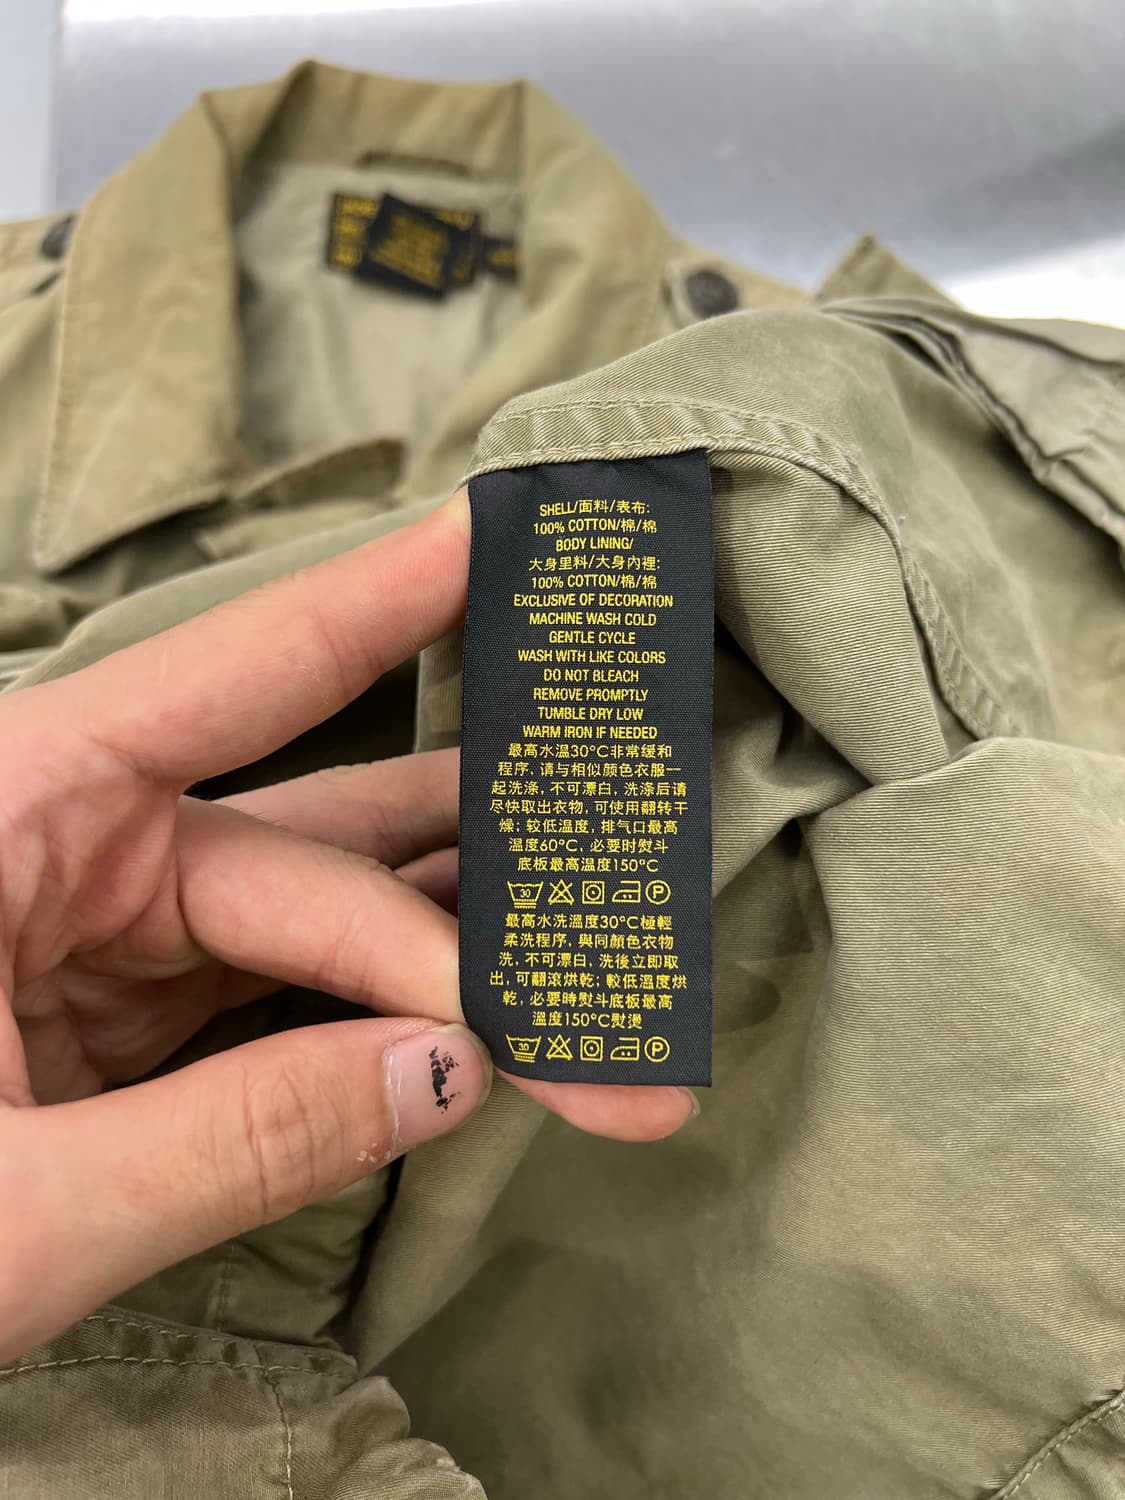 SHELL/面料/表布:
100% COTTON/棉/棉
BODY LINING/
大身里料/大身內裡:
100% COTTON/棉/棉
EXCLUSIVE OF DECORATION
MACHINE WASH COLD
GENTLE CYCLE
WASH WITH LIKE COLORS
DO NOT BLEACH
REMOVE PROMPTLY
TUMBLE DRY LOW
WARM IRON IF NEEDED
最高水温30°C非常缓和
程序, 请与相似颜色衣服一
起洗涤, 不可漂白, 洗涤后请
尽快取出衣物, 可使用翻转干
燥; 较低温度, 排气口最高
温度60°C, 必要时熨斗
底板最高温度150°C
30 P
最高水洗溫度30°C極輕
柔洗程序, 與同顏色衣物
洗, 不可漂白, 洗後立即取
出, 可翻滾烘乾; 較低溫度烘
乾, 必要時熨斗底板最高
溫度150°C熨燙
30 P